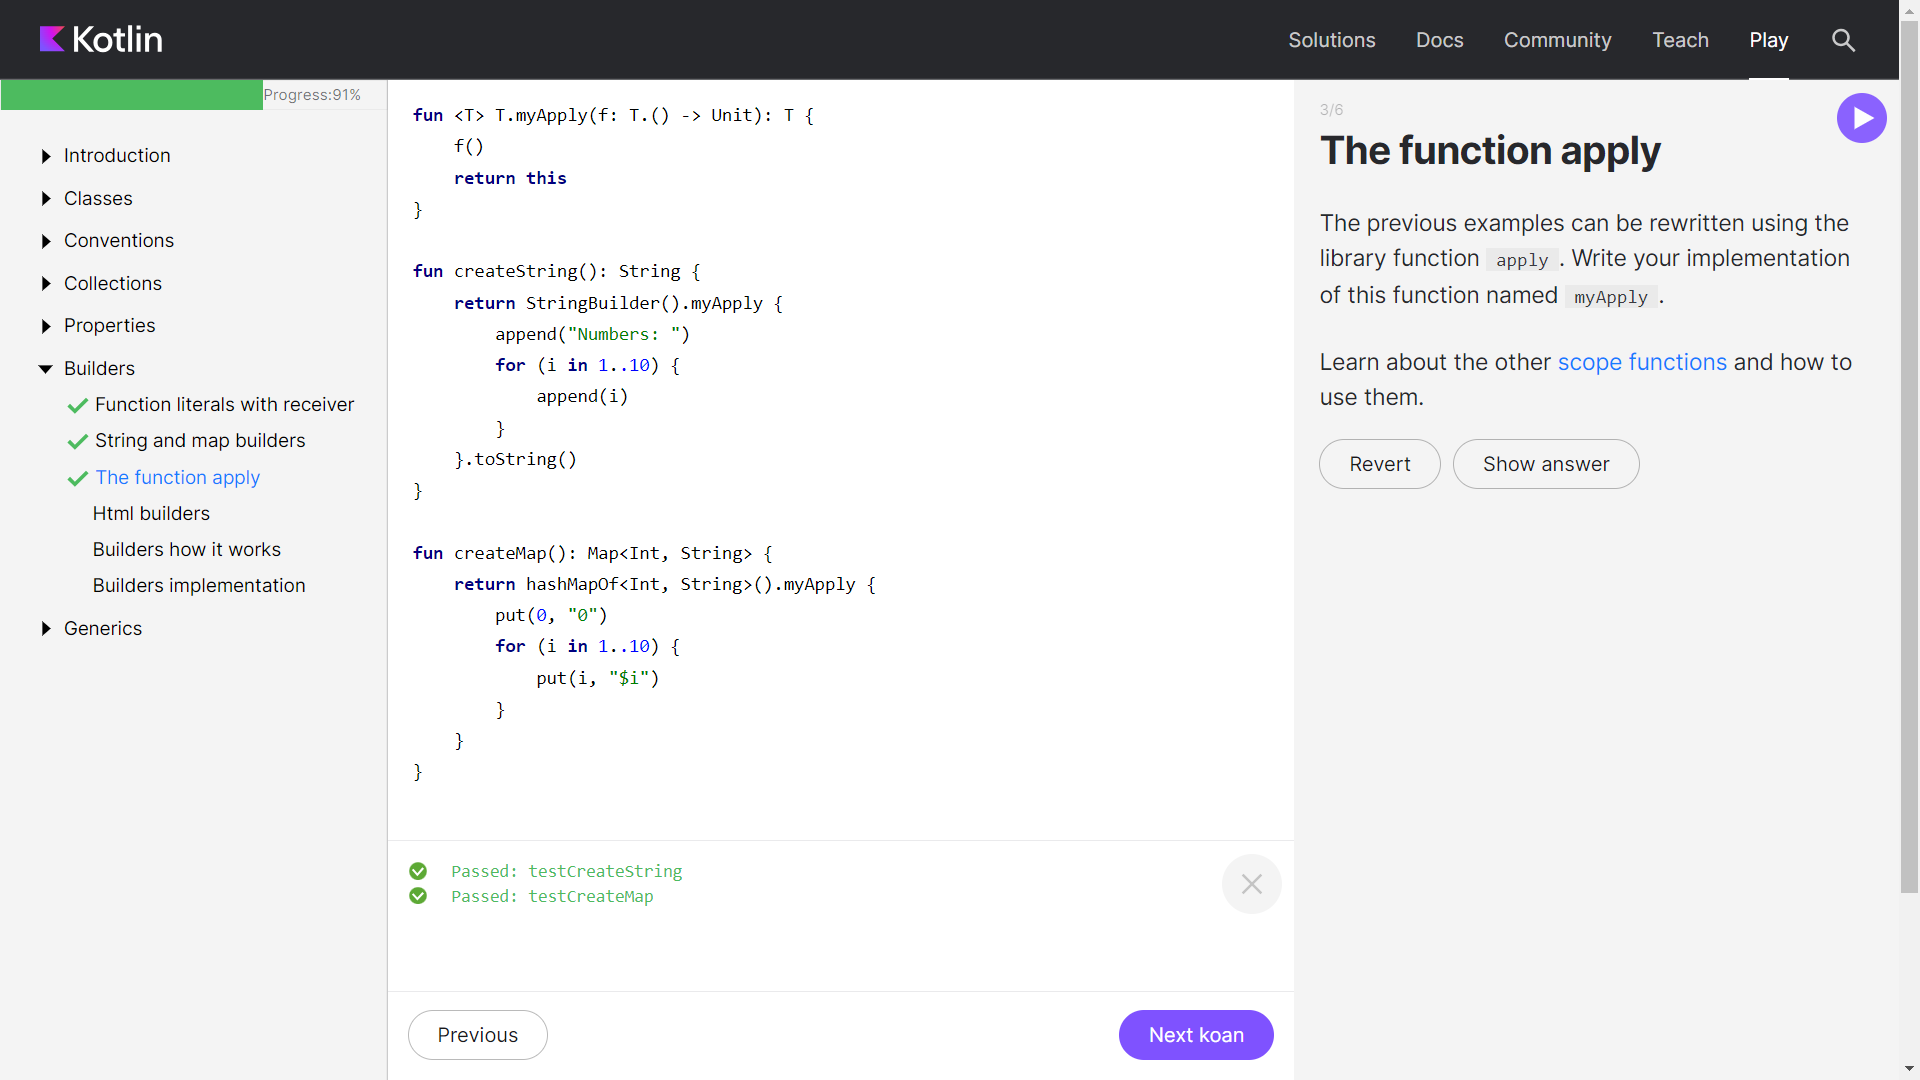 Kotlin
Solutions
Docs
Community
Teach
Play
Progress:91%
Introduction
Classes
Conventions
Collections
Properties
Builders
Function literals with receiver
String and map builders
The function apply
Html builders
Builders how it works
Builders implementation
Generics
fun <T> T.myApply(f: T.() -> Unit): T {
    f()
    return this
}
fun createString(): String {
    return StringBuilder().myApply {
        append("Numbers: ")
        for (i in 1..10) {
            append(i)
        }
    }.toString()
}
fun createMap(): Map<Int, String> {
    return hashMapOf<Int, String>().myApply {
        put(0, "0")
        for (i in 1..10) {
            put(i, "$i")
        }
    }
}
Passed: testCreateString
Passed: testCreateMap
Previous
Next koan
3/6
The function apply
The previous examples can be rewritten using the
library function apply. Write your implementation
of this function named myApply.
Learn about the other scope functions and how to
use them.
Revert
Show answer